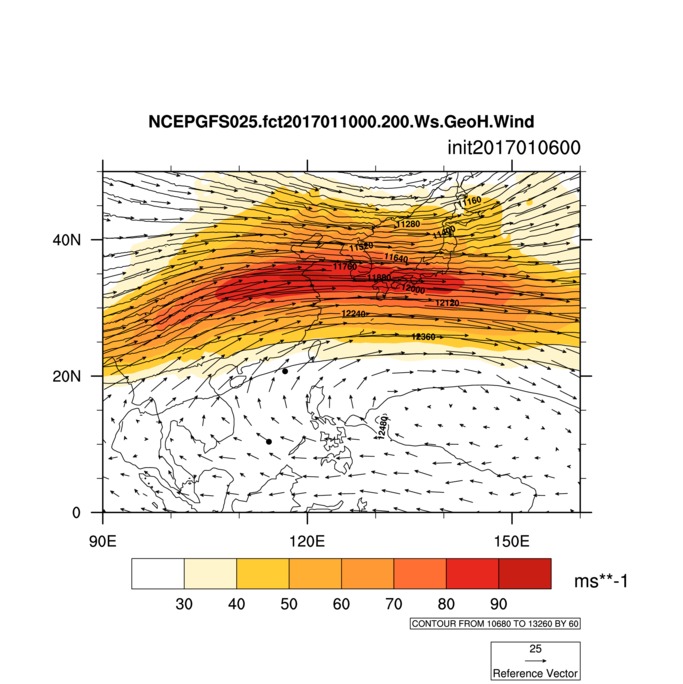 NCEPGFS025.fct2017011000.200.Ws.GeoH.Wind
init2017010600
11160
11280
11400
11520
11640
11760
11880
12000
12120
12240
12360
12480
40N
20N
0
90E 120E 150E
30 40 50 60 70 80 90
ms**-1
CONTOUR FROM 10680 TO 13260 BY 60
25
Reference Vector